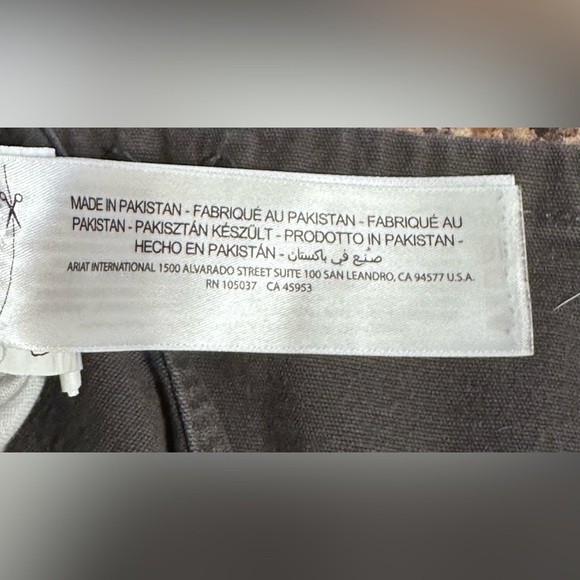 MADE IN PAKISTAN - FABRIQUÉ AU PAKISTAN - FABRIQUÉ AU
PAKISTAN - PAKISZTÁN KÉSZÜLT - PRODOTTO IN PAKISTAN -
HECHO EN PAKISTÁN - صُنِع في باكستان
ARIAT INTERNATIONAL 1500 ALVARADO STREET SUITE 100 SAN LEANDRO, CA 94577 U.S.A.
RN 105037 CA 45953